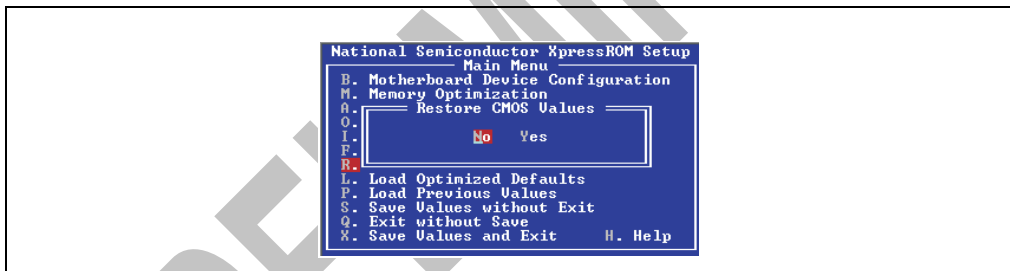 National Semiconductor XpressROM Setup
Main Menu
B. Motherboard Device Configuration
M. Memory Optimization
A.
Restore CMOS Values
O.
I.
No Yes
F.
R.
L. Load Optimized Defaults
P. Load Previous Values
S. Save Values without Exit
Q. Exit without Save
X. Save Values and Exit H. Help